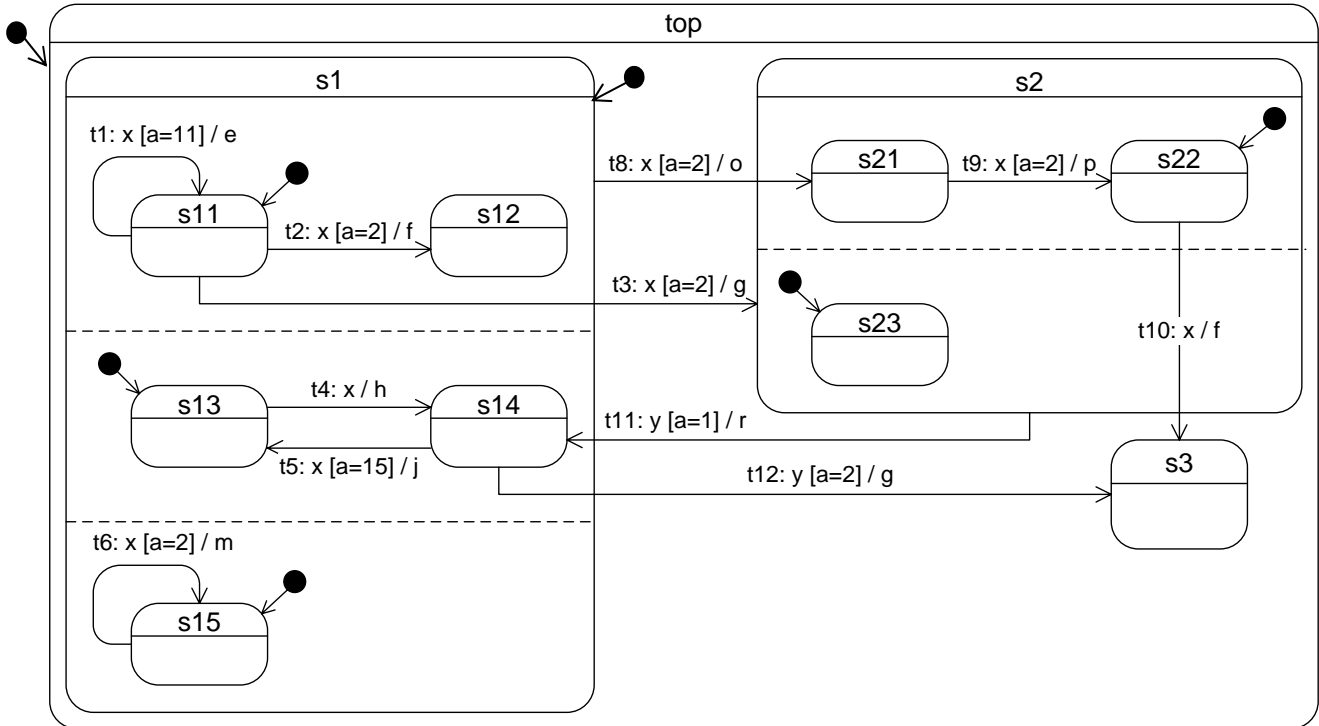 top
s1
s2
t1: x [a=11] / e
s11
t2: x [a=2] / f
s12
t8: x [a=2] / o
s21
t9: x [a=2] / p
s22
t3: x [a=2] / g
s23
t10: x / f
s13
t4: x / h
s14
t5: x [a=15] / j
t11: y [a=1] / r
t12: y [a=2] / g
s3
t6: x [a=2] / m
s15